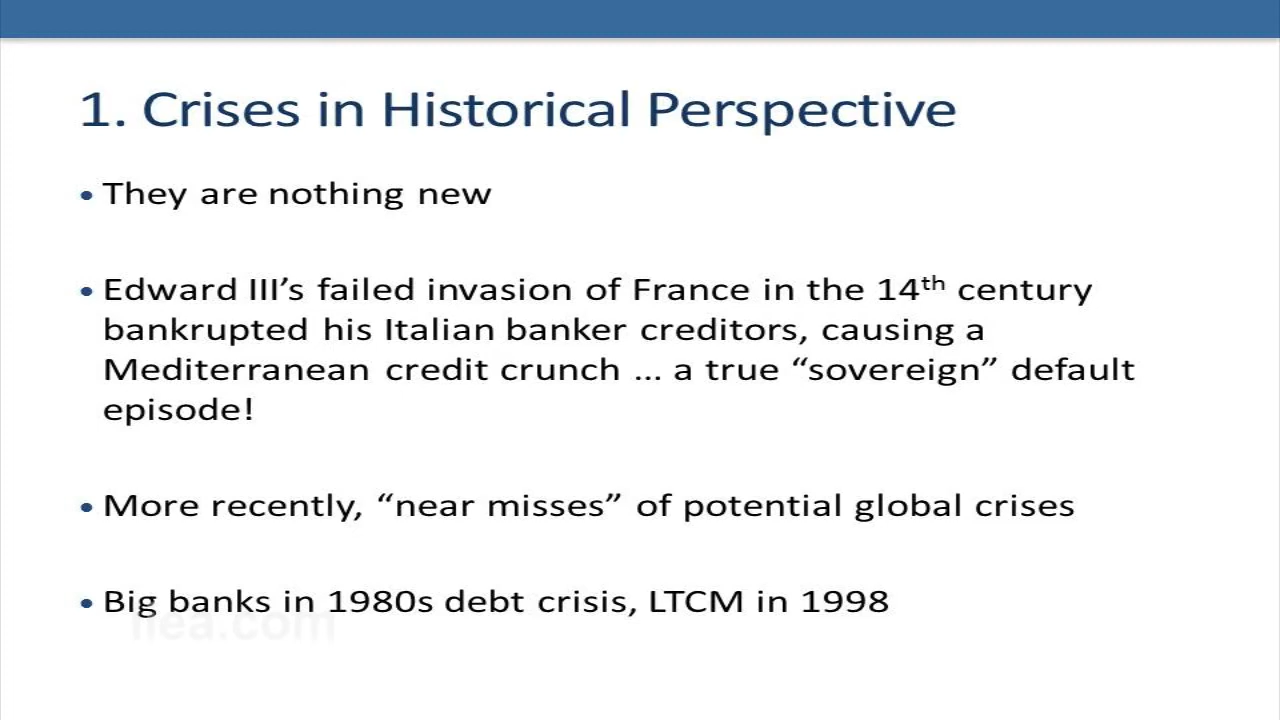 1. Crises in Historical Perspective
• They are nothing new
• Edward III’s failed invasion of France in the 14th century
bankrupted his Italian banker creditors, causing a
Mediterranean credit crunch ... a true “sovereign” default
episode!
• More recently, “near misses” of potential global crises
• Big banks in 1980s debt crisis, LTCM in 1998
iiea.com